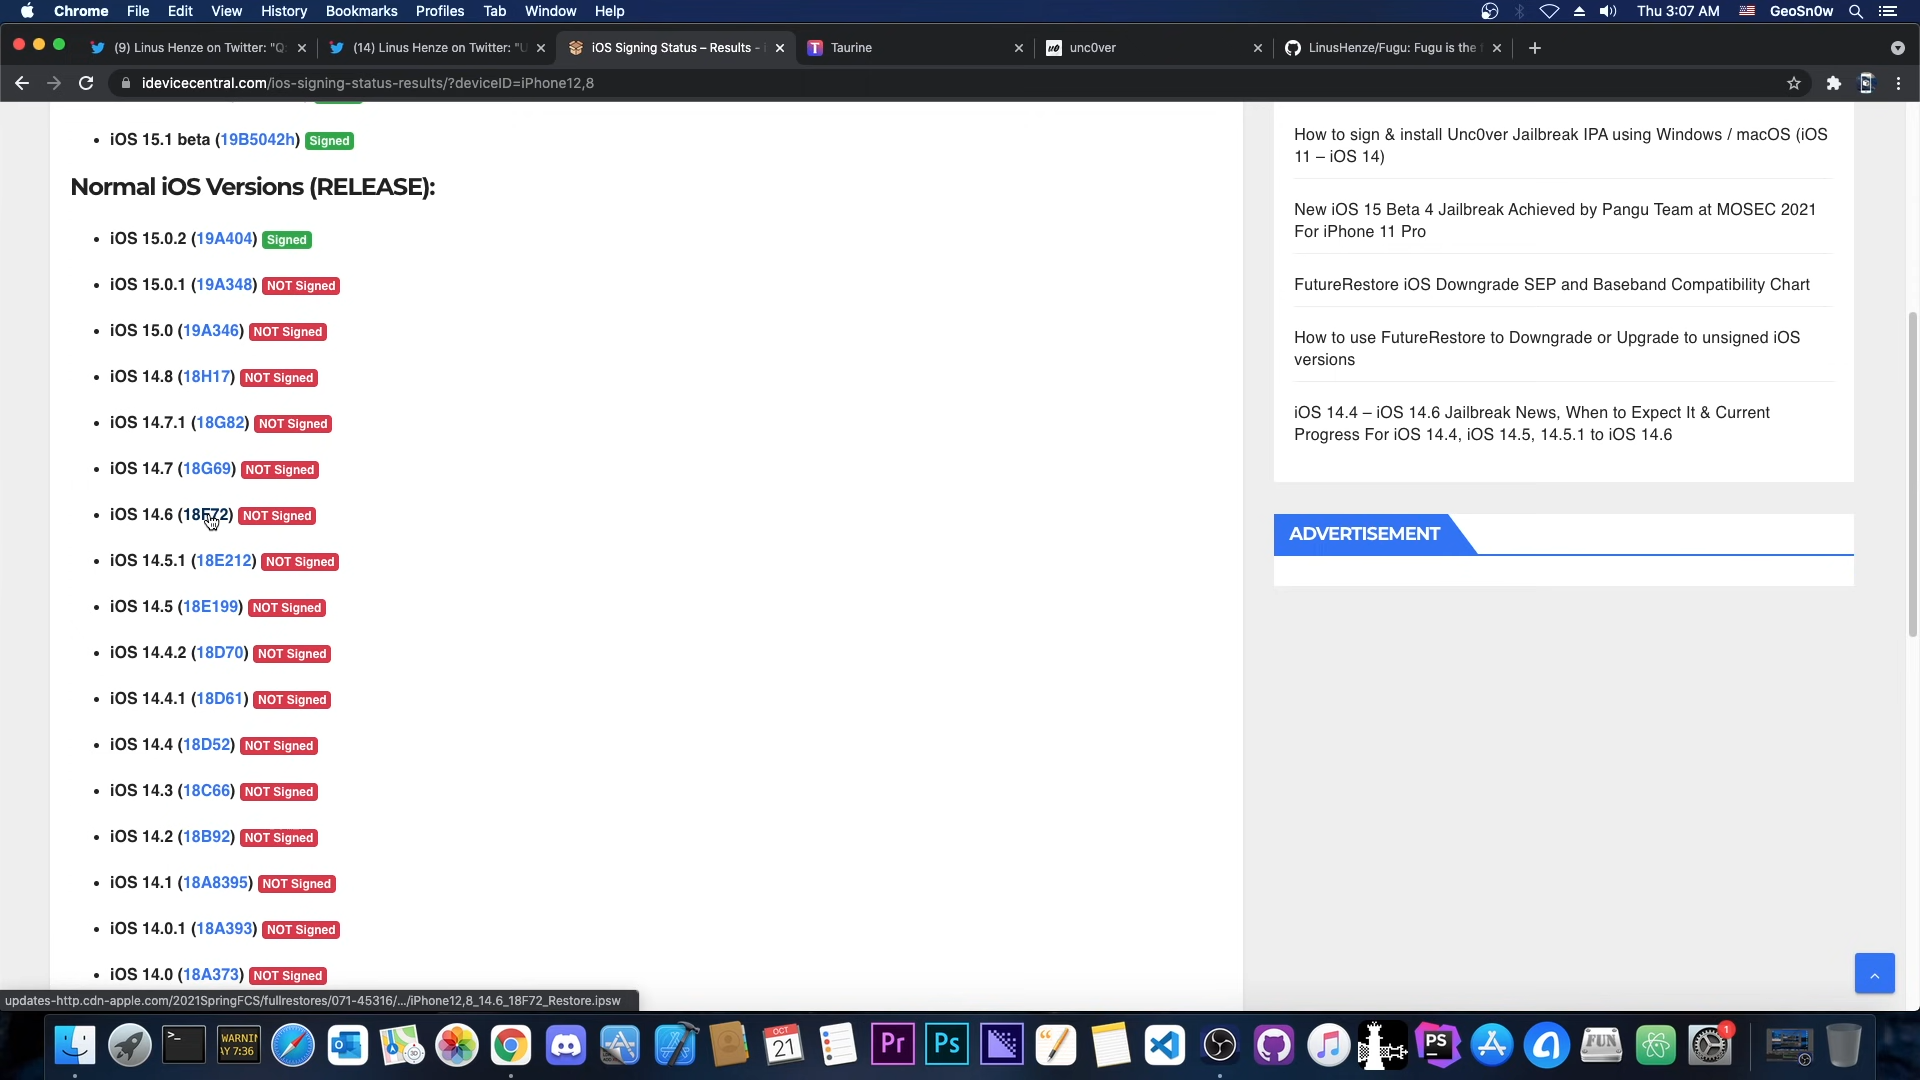 Chrome File Edit View History Bookmarks Profiles Tab Window Help Thu 3:07 AM GeoSn0w
(9) Linus Henze on Twitter: "Q (14) Linus Henze on Twitter: "U iOS Signing Status – Results - Taurine unc0ver LinusHenze/Fugu: Fugu is the
idevicecentral.com/ios-signing-status-results/?deviceID=iPhone12,8
iOS 15.1 beta (19B5042h) Signed
Normal iOS Versions (RELEASE):
iOS 15.0.2 (19A404) Signed
iOS 15.0.1 (19A348) NOT Signed
iOS 15.0 (19A346) NOT Signed
iOS 14.8 (18H17) NOT Signed
iOS 14.7.1 (18G82) NOT Signed
iOS 14.7 (18G69) NOT Signed
iOS 14.6 (18F72) NOT Signed
iOS 14.5.1 (18E212) NOT Signed
iOS 14.5 (18E199) NOT Signed
iOS 14.4.2 (18D70) NOT Signed
iOS 14.4.1 (18D61) NOT Signed
iOS 14.4 (18D52) NOT Signed
iOS 14.3 (18C66) NOT Signed
iOS 14.2 (18B92) NOT Signed
iOS 14.1 (18A8395) NOT Signed
iOS 14.0.1 (18A393) NOT Signed
iOS 14.0 (18A373) NOT Signed
How to sign & install Unc0ver Jailbreak IPA using Windows / macOS (iOS
11 – iOS 14)
New iOS 15 Beta 4 Jailbreak Achieved by Pangu Team at MOSEC 2021
For iPhone 11 Pro
FutureRestore iOS Downgrade SEP and Baseband Compatibility Chart
How to use FutureRestore to Downgrade or Upgrade to unsigned iOS
versions
iOS 14.4 – iOS 14.6 Jailbreak News, When to Expect It & Current
Progress For iOS 14.4, iOS 14.5, 14.5.1 to iOS 14.6
ADVERTISEMENT
updates-http.cdn-apple.com/2021SpringFCS/fullrestores/071-45316/.../iPhone12,8_14.6_18F72_Restore.ipsw
WARNIN
AY 7:36
OCT
21
Pr
Ps
PS
FUN
1